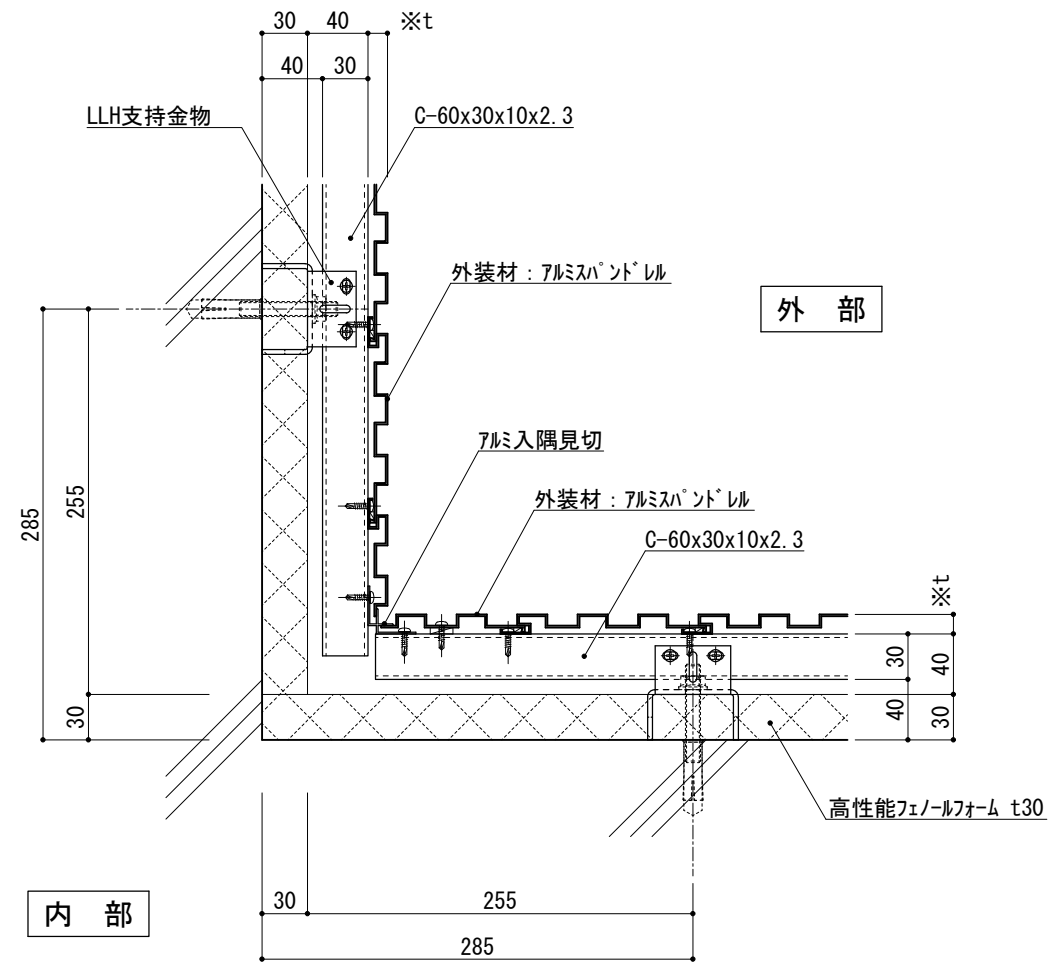 30
40
※t
40
30
LLH支持金物
C-60x30x10x2.3
外装材：アルミスパンドレル
外 部
アルミ入隅見切
外装材：アルミスパンドレル
C-60x30x10x2.3
285
255
30
※t
30
40
40
30
高性能フェノールフォーム t30
内 部
30
255
285